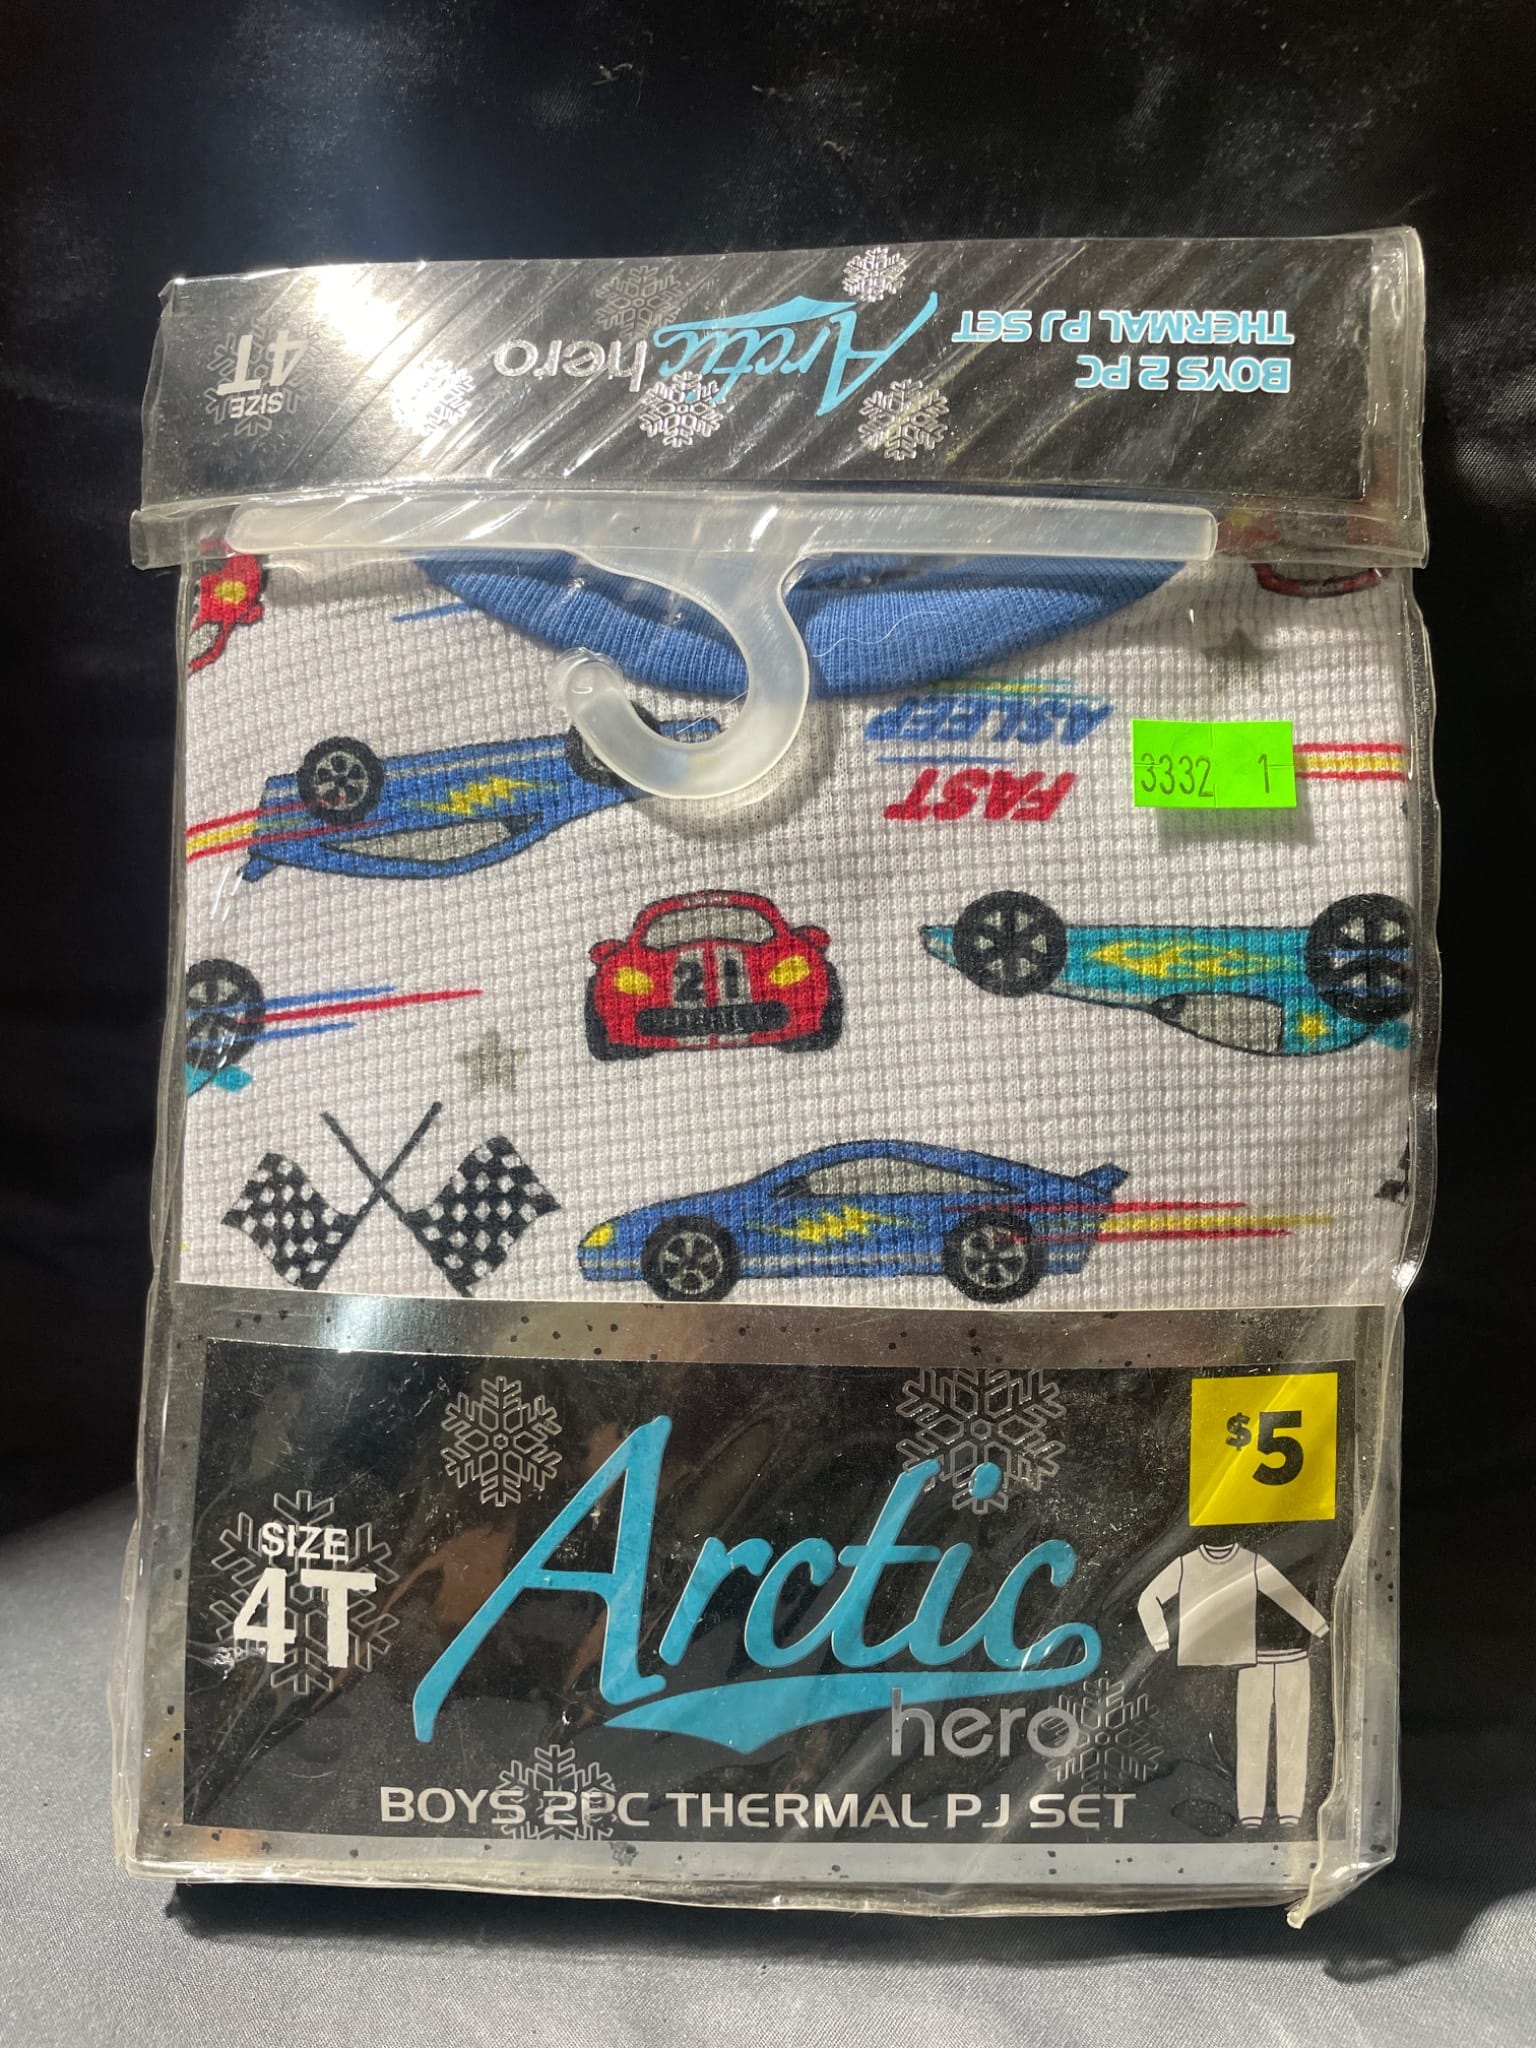 BOYS 2 PC
THERMAL PJ SET
Arctic
hero
SIZE
4T
FAST
ASLEEP
3332 1
21
$5
SIZE
4T
Arctic
hero
BOYS 2PC THERMAL PJ SET